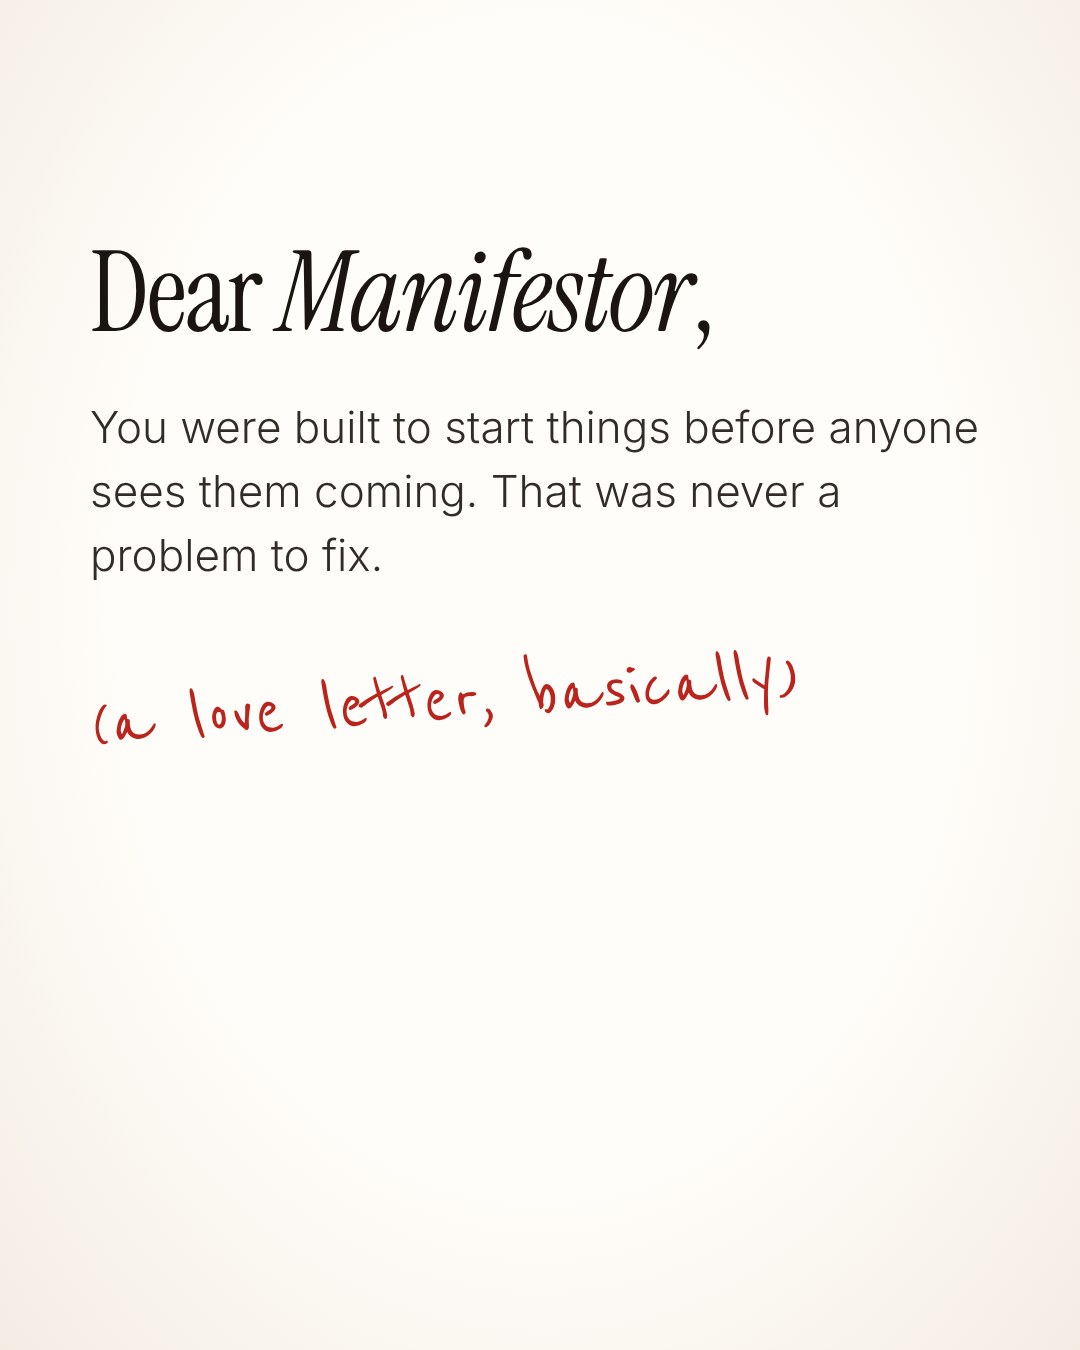 Dear Manifestor,
You were built to start things before anyone
sees them coming. That was never a
problem to fix.
(a love letter, basically)